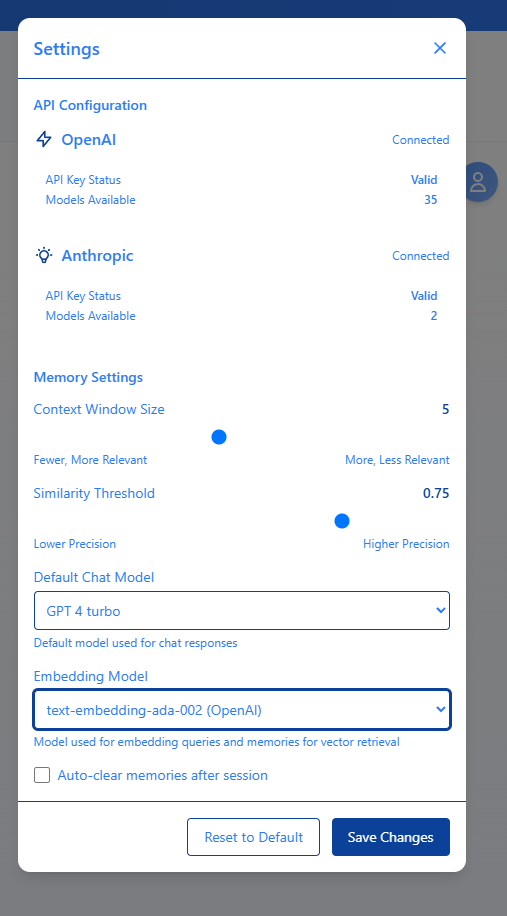 Settings
API Configuration
OpenAI Connected
API Key Status Valid
Models Available 35
Anthropic Connected
API Key Status Valid
Models Available 2
Memory Settings
Context Window Size 5
Fewer, More Relevant More, Less Relevant
Similarity Threshold 0.75
Lower Precision Higher Precision
Default Chat Model
GPT 4 turbo
Default model used for chat responses
Embedding Model
text-embedding-ada-002 (OpenAI)
Model used for embedding queries and memories for vector retrieval
Auto-clear memories after session
Reset to Default Save Changes